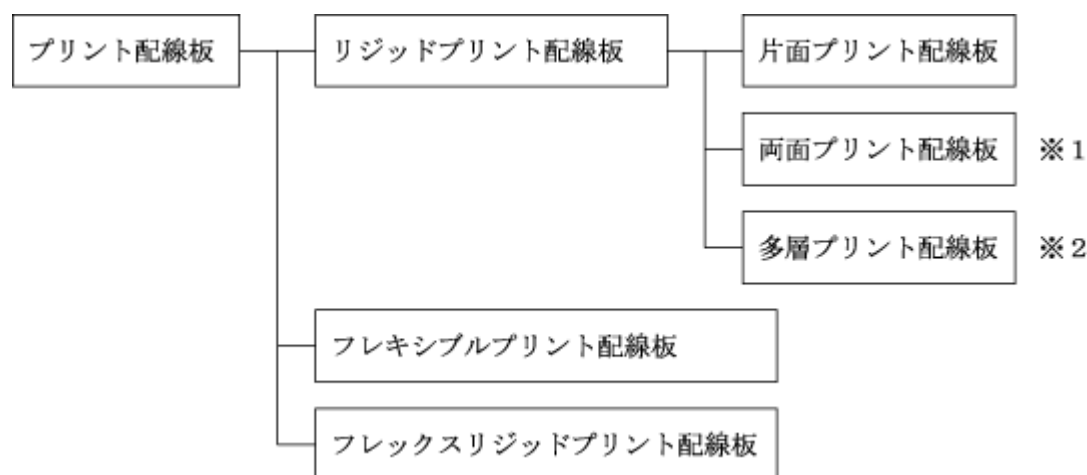 プリント配線板
リジッドプリント配線板
片面プリント配線板
両面プリント配線板 ※1
多層プリント配線板 ※2
フレキシブルプリント配線板
フレックスリジッドプリント配線板